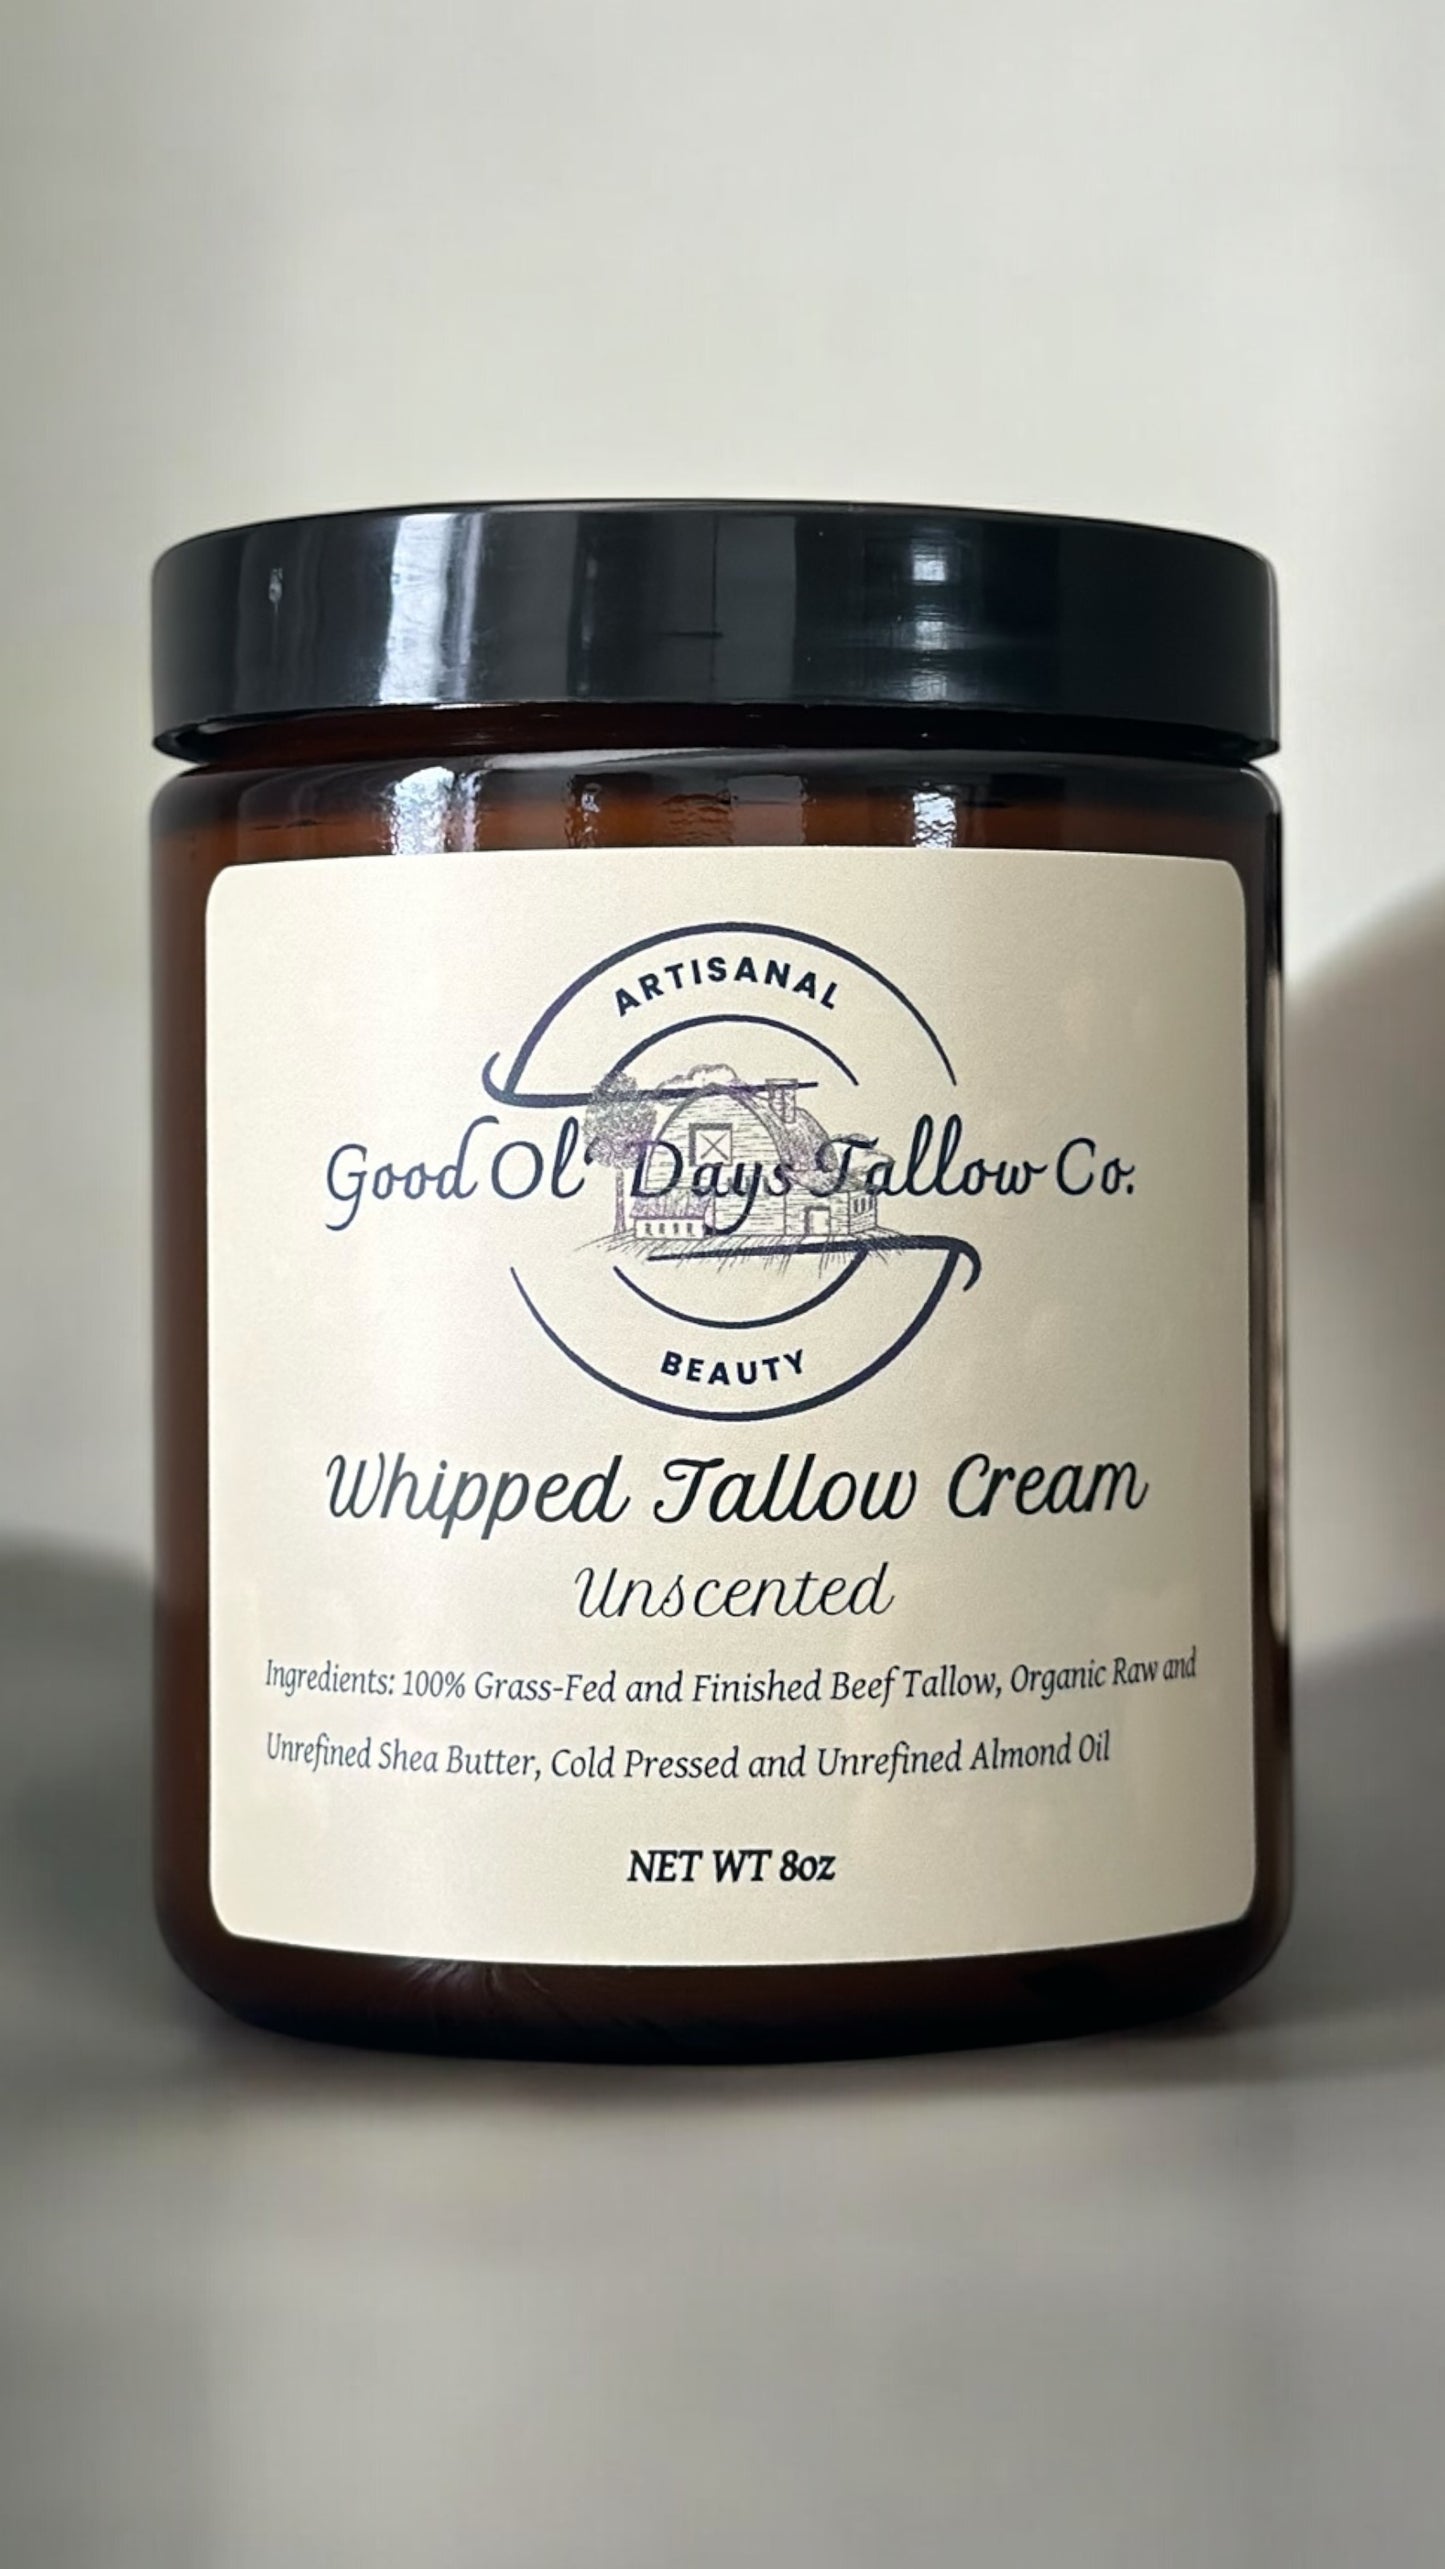 ARTISANAL
Good Ol' Days Tallow Co.
BEAUTY
Whipped Tallow Cream
Unscented
Ingredients: 100% Grass-Fed and Finished Beef Tallow, Organic Raw and
Unrefined Shea Butter, Cold Pressed and Unrefined Almond Oil
NET WT 8oz